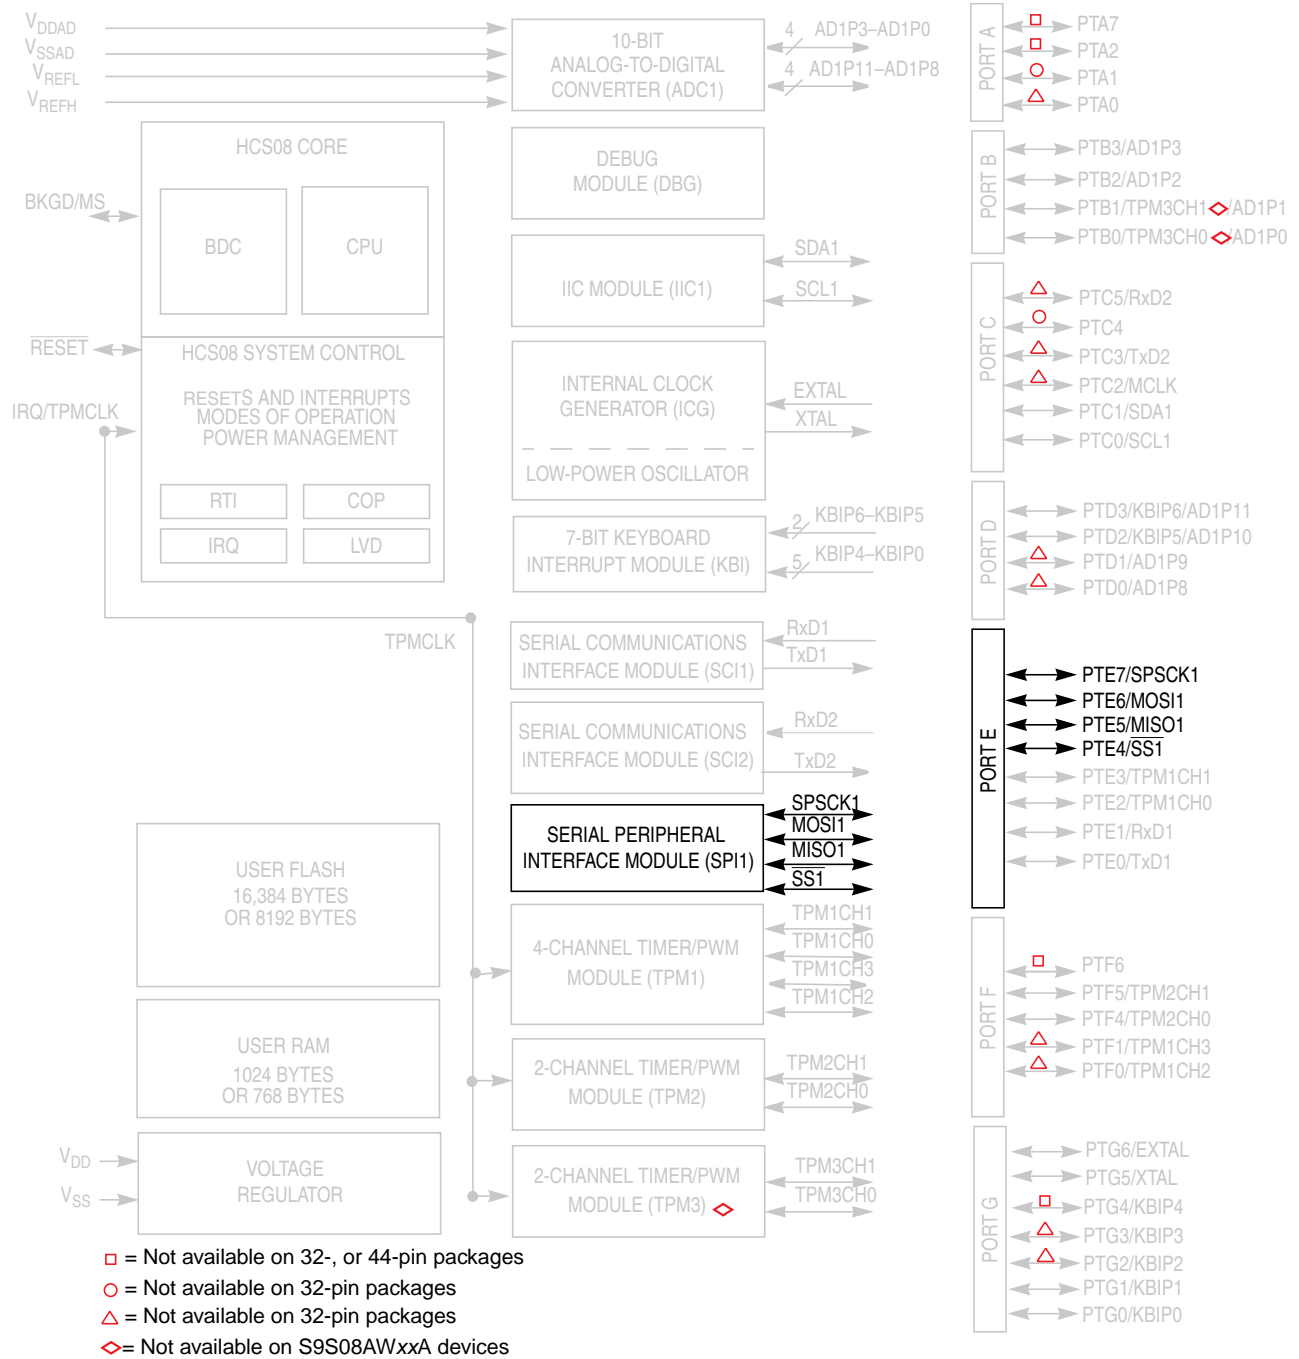 VDDAD
VSSAD
VREFL
VREFH
10-BIT
ANALOG-TO-DIGITAL
CONVERTER (ADC1)
4 AD1P3–AD1P0
4 AD1P11–AD1P8
HCS08 CORE
BDC
CPU
BKGD/MS
RESET
IRQ/TPMCLK
HCS08 SYSTEM CONTROL
RESETS AND INTERRUPTS
MODES OF OPERATION
POWER MANAGEMENT
RTI
COP
IRQ
LVD
TPMCLK
DEBUG
MODULE (DBG)
IIC MODULE (IIC1)
SDA1
SCL1
INTERNAL CLOCK
GENERATOR (ICG)
LOW-POWER OSCILLATOR
EXTAL
XTAL
7-BIT KEYBOARD
INTERRUPT MODULE (KBI)
2 KBIP6–KBIP5
5 KBIP4–KBIP0
SERIAL COMMUNICATIONS
INTERFACE MODULE (SCI1)
RxD1
TxD1
SERIAL COMMUNICATIONS
INTERFACE MODULE (SCI2)
RxD2
TxD2
SERIAL PERIPHERAL
INTERFACE MODULE (SPI1)
SPSCK1
MOSI1
MISO1
SS1
4-CHANNEL TIMER/PWM
MODULE (TPM1)
TPM1CH1
TPM1CH0
TPM1CH3
TPM1CH2
2-CHANNEL TIMER/PWM
MODULE (TPM2)
TPM2CH1
TPM2CH0
2-CHANNEL TIMER/PWM
MODULE (TPM3)
TPM3CH1
TPM3CH0
USER FLASH
16,384 BYTES
OR 8192 BYTES
USER RAM
1024 BYTES
OR 768 BYTES
VDD
VSS
VOLTAGE
REGULATOR
PORT A
PTA7
PTA2
PTA1
PTA0
PORT B
PTB3/AD1P3
PTB2/AD1P2
PTB1/TPM3CH1/AD1P1
PTB0/TPM3CH0/AD1P0
PORT C
PTC5/RxD2
PTC4
PTC3/TxD2
PTC2/MCLK
PTC1/SDA1
PTC0/SCL1
PORT D
PTD3/KBIP6/AD1P11
PTD2/KBIP5/AD1P10
PTD1/AD1P9
PTD0/AD1P8
PORT E
PTE7/SPSCK1
PTE6/MOSI1
PTE5/MISO1
PTE4/SS1
PTE3/TPM1CH1
PTE2/TPM1CH0
PTE1/RxD1
PTE0/TxD1
PORT F
PTF6
PTF5/TPM2CH1
PTF4/TPM2CH0
PTF1/TPM1CH3
PTF0/TPM1CH2
PORT G
PTG6/EXTAL
PTG5/XTAL
PTG4/KBIP4
PTG3/KBIP3
PTG2/KBIP2
PTG1/KBIP1
PTG0/KBIP0
= Not available on 32-, or 44-pin packages
= Not available on 32-pin packages
= Not available on 32-pin packages
= Not available on S9S08AWxxA devices